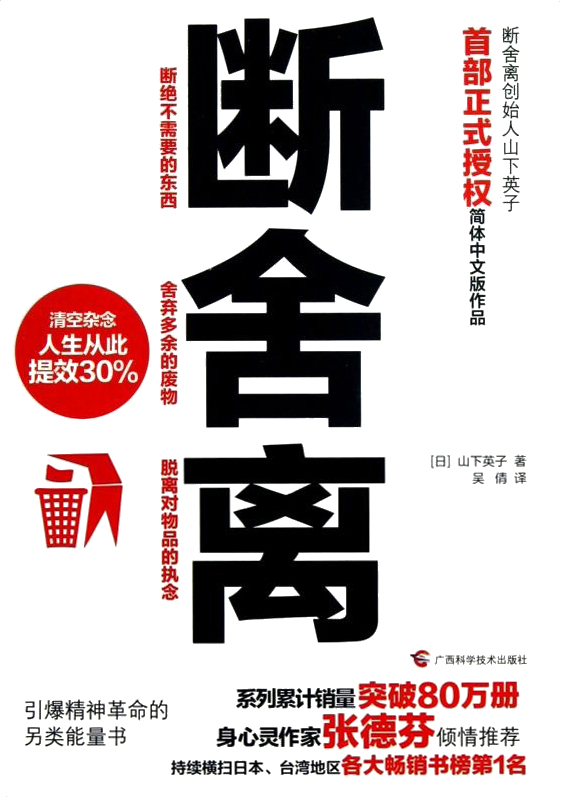 断舍离创始人山下英子
首部正式授权简体中文版作品
断舍离
断绝不需要的东西
舍弃多余的废物
脱离对物品的执念
清空杂念
人生从此
提效30%
[日] 山下英子 著
吴 倩 译
广西科学技术出版社
系列累计销量突破80万册
身心灵作家张德芬倾情推荐
持续横扫日本、台湾地区各大畅销书榜第1名
引爆精神革命的
另类能量书